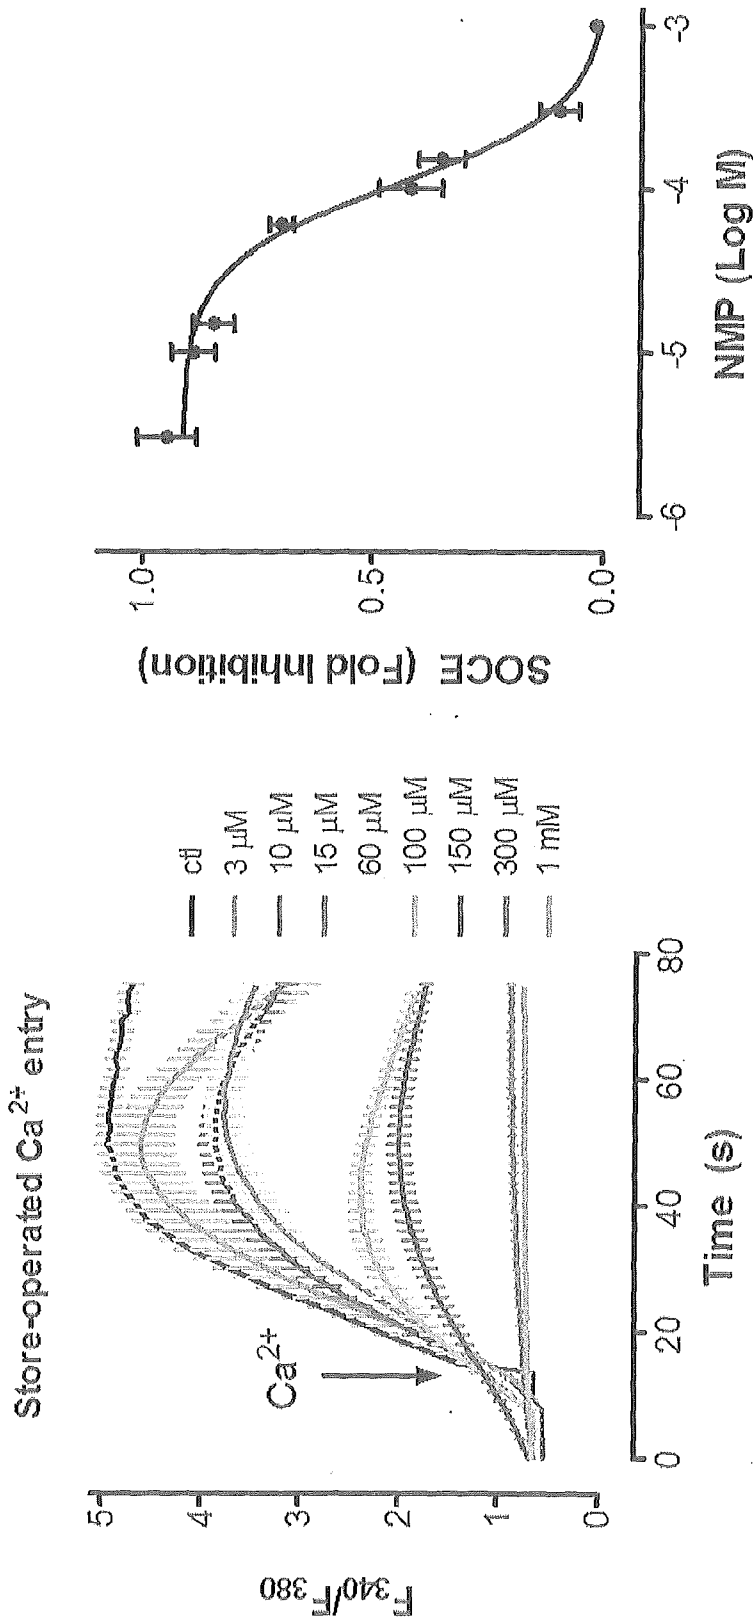 Store-operated Ca2+ entry
F340/F380
5
4
3
2
1
0
Ca2+
0
20
40
60
80
Time (s)
ctl
3 µM
10 µM
15 µM
60 µM
100 µM
150 µM
300 µM
1 mM
SOCE (Fold Inhibition)
1.0
0.5
0.0
-6
-5
-4
-3
NMP (Log M)